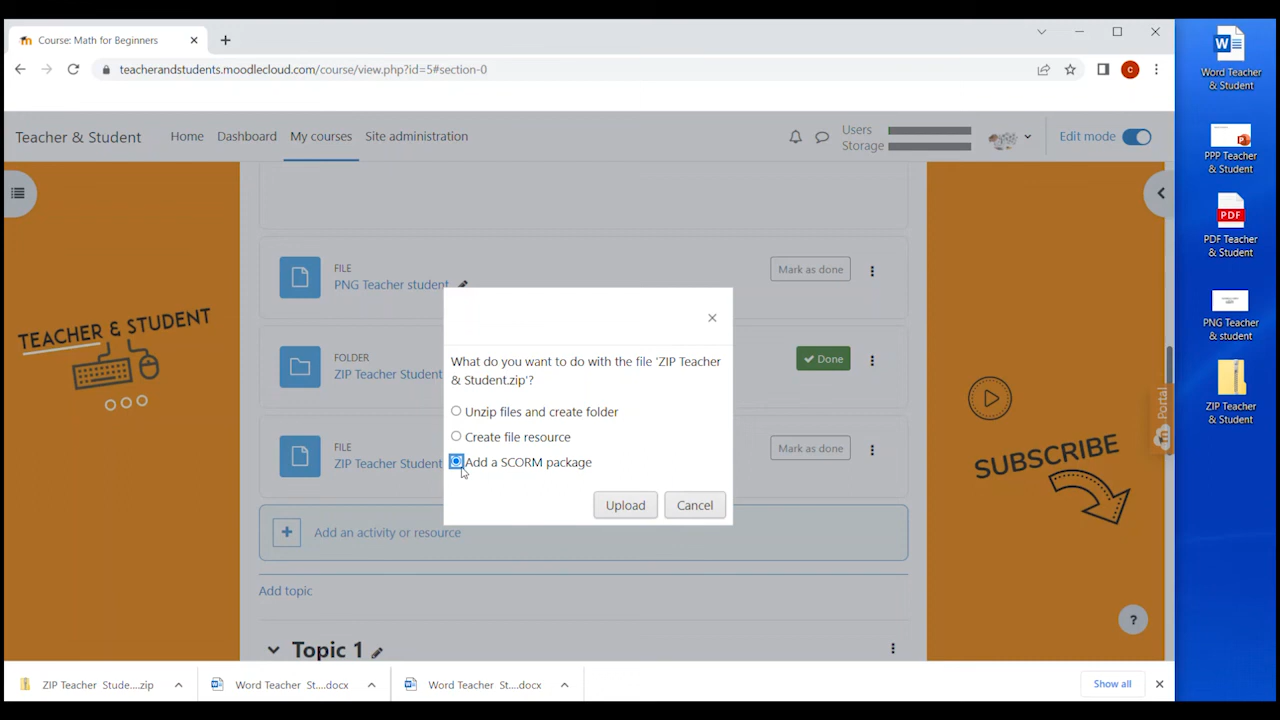 Course: Math for Beginners
teacherandstudents.moodlecloud.com/course/view.php?id=5#section-0
C
Teacher & Student
Home
Dashboard
My courses
Site administration
Users
Storage
Edit mode
FILE
PNG Teacher student
Mark as done
FOLDER
ZIP Teacher Student
Done
FILE
ZIP Teacher Student
Mark as done
What do you want to do with the file 'ZIP Teacher
& Student.zip'?
Unzip files and create folder
Create file resource
Add a SCORM package
Upload
Cancel
Add an activity or resource
Add topic
Topic 1
TEACHER & STUDENT
SUBSCRIBE
m Portal
?
ZIP Teacher Stude....zip
Word Teacher St....docx
Word Teacher St....docx
Show all
Word Teacher
& Student
PPP Teacher
& Student
PDF
PDF Teacher
& Student
PNG Teacher
& Student
ZIP Teacher
& Student